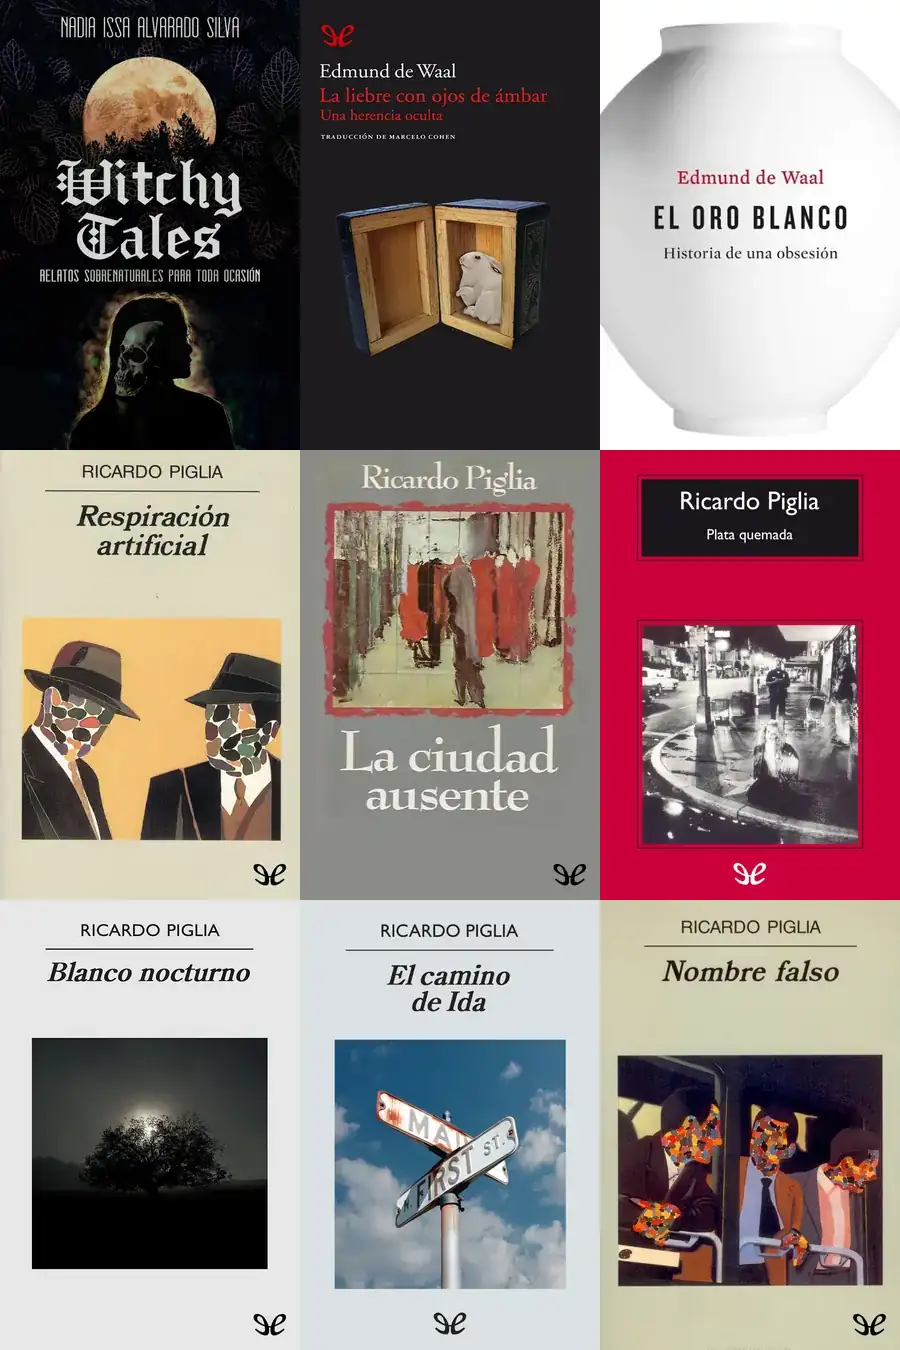 NADIA ISSA ALVARADO SILVA
Witchy
Tales
RELATOS SOBRENATURALES PARA TODA OCASIÓN
Edmund de Waal
La liebre con ojos de ámbar
Una herencia oculta
TRADUCCIÓN DE MARCELO COHEN
Edmund de Waal
EL ORO BLANCO
Historia de una obsesión
RICARDO PIGLIA
Respiración
artificial
Ricardo Piglia
La ciudad
ausente
Ricardo Piglia
Plata quemada
RICARDO PIGLIA
Blanco nocturno
RICARDO PIGLIA
El camino
de Ida
MAIN
N. FIRST ST.
RICARDO PIGLIA
Nombre falso